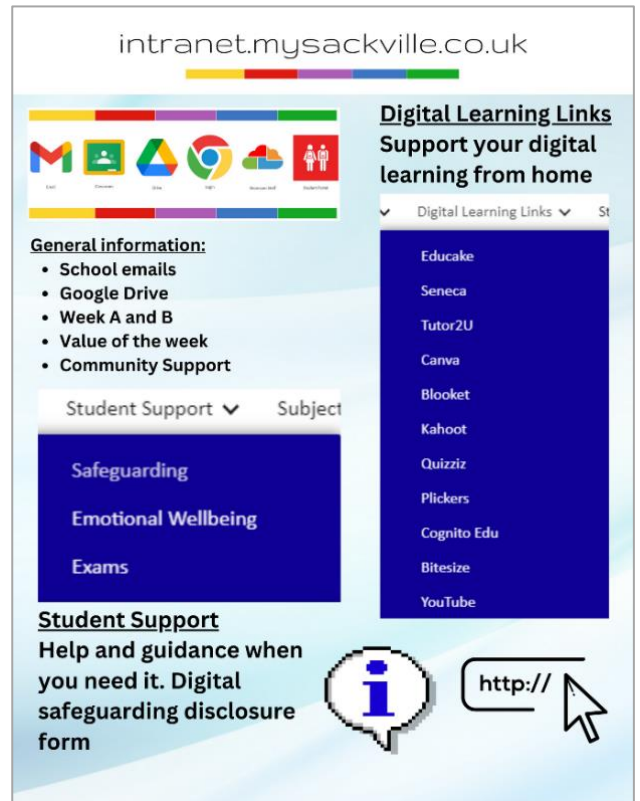 intranet.mysackville.co.uk
General information:
• School emails
• Google Drive
• Week A and B
• Value of the week
• Community Support
Student Support
Subject
Safeguarding
Emotional Wellbeing
Exams
Student Support
Help and guidance when
you need it. Digital
safeguarding disclosure
form
Digital Learning Links
Support your digital
learning from home
Digital Learning Links
St
Educake
Seneca
Tutor2U
Canva
Blooket
Kahoot
Quizziz
Plickers
Cognito Edu
Bitesize
YouTube
i
http://